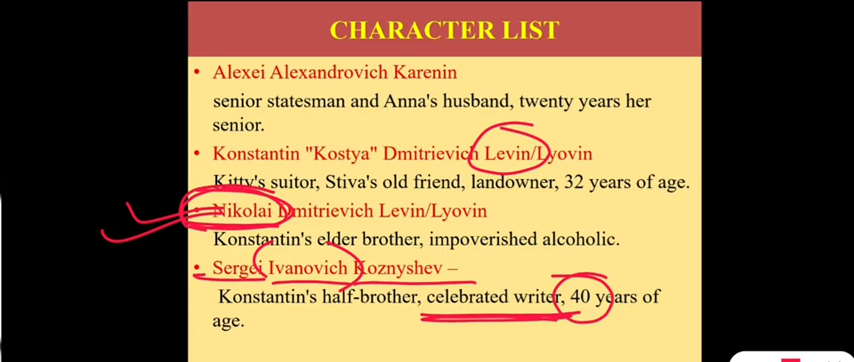 CHARACTER LIST
• Alexei Alexandrovich Karenin
senior statesman and Anna's husband, twenty years her
senior.
• Konstantin "Kostya" Dmitrievich Levin/Lyovin
Kitty's suitor, Stiva's old friend, landowner, 32 years of age.
• Nikolai Dmitrievich Levin/Lyovin
Konstantin's elder brother, impoverished alcoholic.
• Sergei Ivanovich Koznyshev –
Konstantin's half-brother, celebrated writer, 40 years of
age.